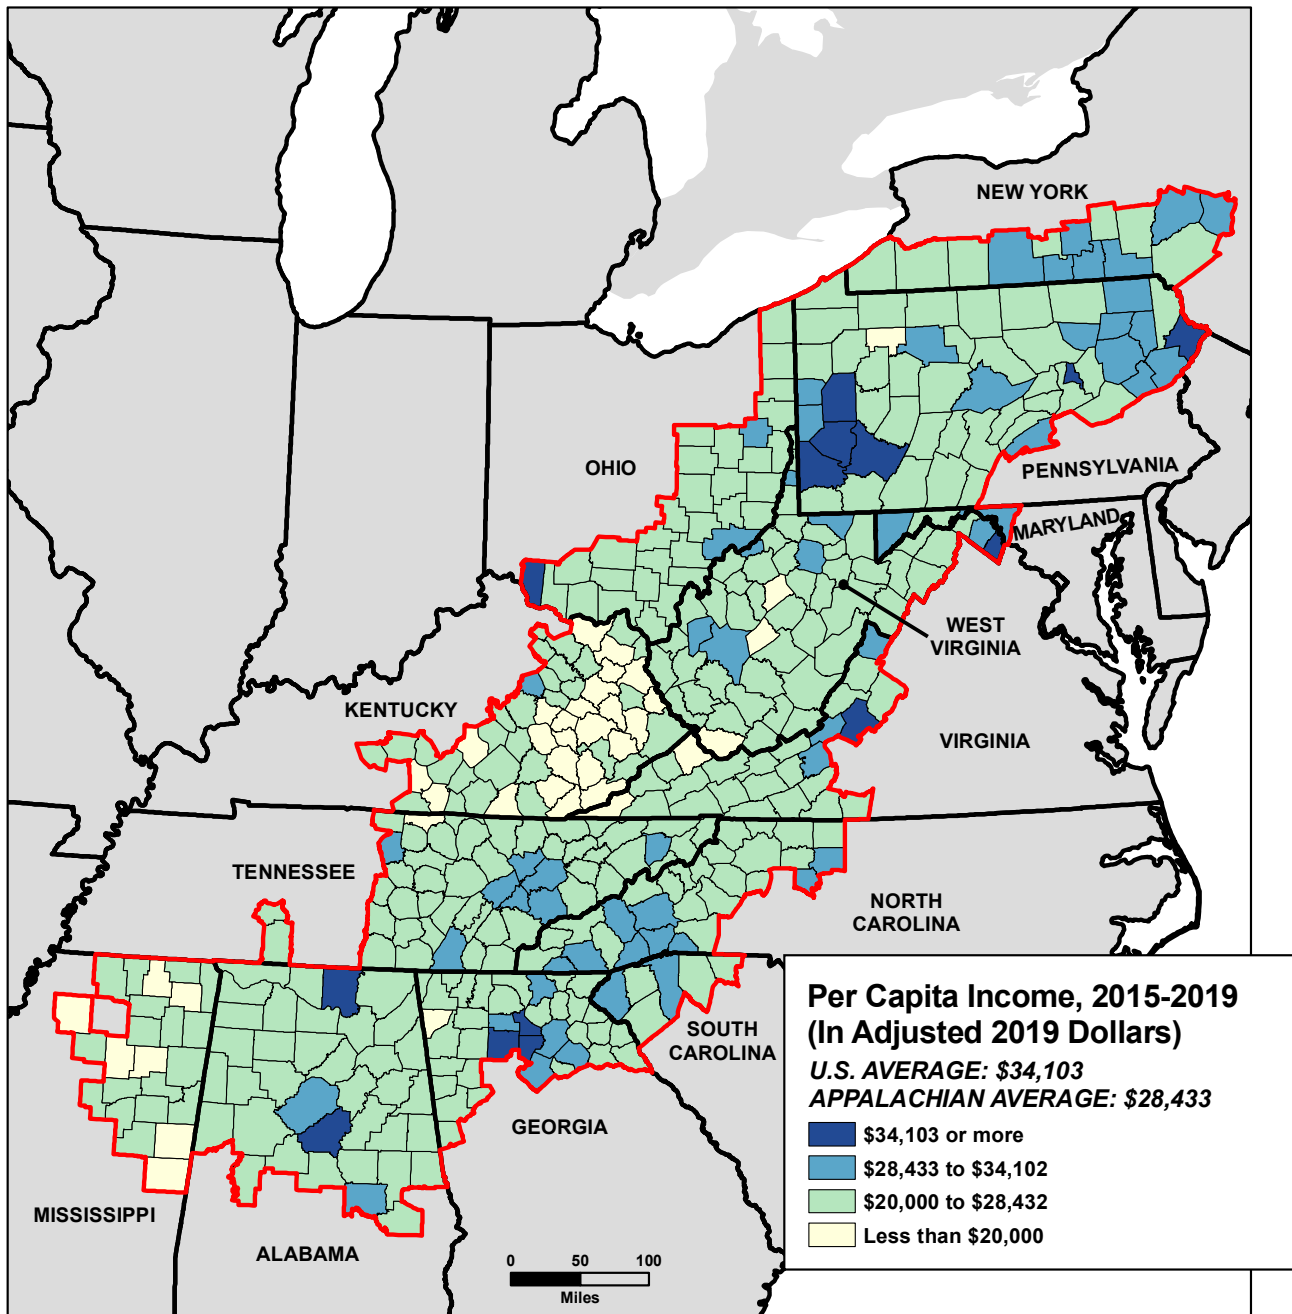 NEW YORK
OHIO
PENNSYLVANIA
MARYLAND
WEST
VIRGINIA
KENTUCKY
VIRGINIA
TENNESSEE
NORTH
CAROLINA
SOUTH
CAROLINA
GEORGIA
MISSISSIPPI
ALABAMA
Per Capita Income, 2015-2019
(In Adjusted 2019 Dollars)
U.S. AVERAGE: $34,103
APPALACHIAN AVERAGE: $28,433
$34,103 or more
$28,433 to $34,102
$20,000 to $28,432
Less than $20,000
0 50 100
Miles